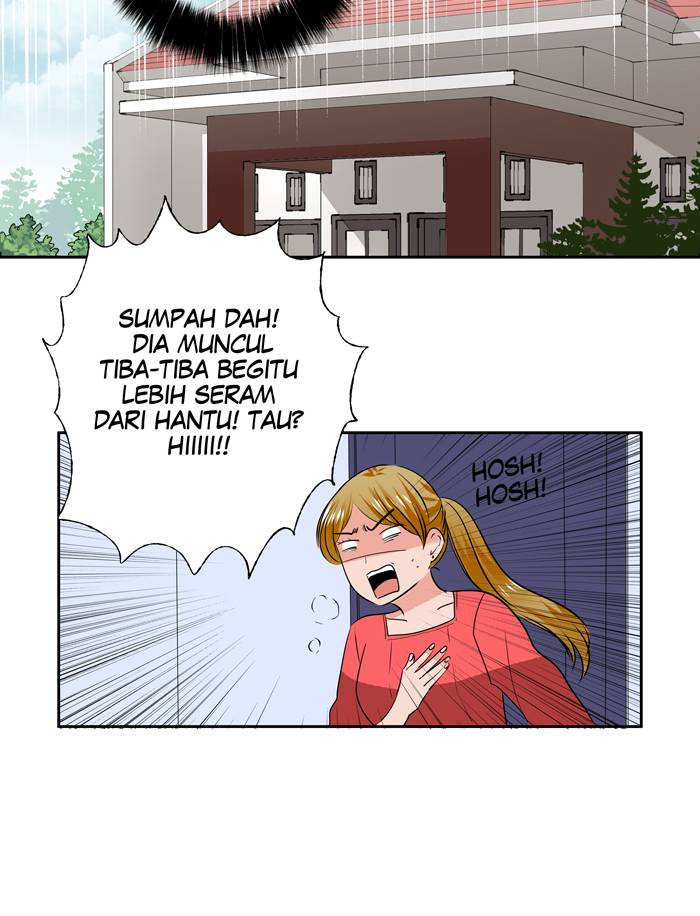 SUMPAH DAH!
DIA MUNCUL
TIBA-TIBA BEGITU
LEBIH SERAM
DARI HANTU! TAU?
HIIIII!!
HOSH!
HOSH!